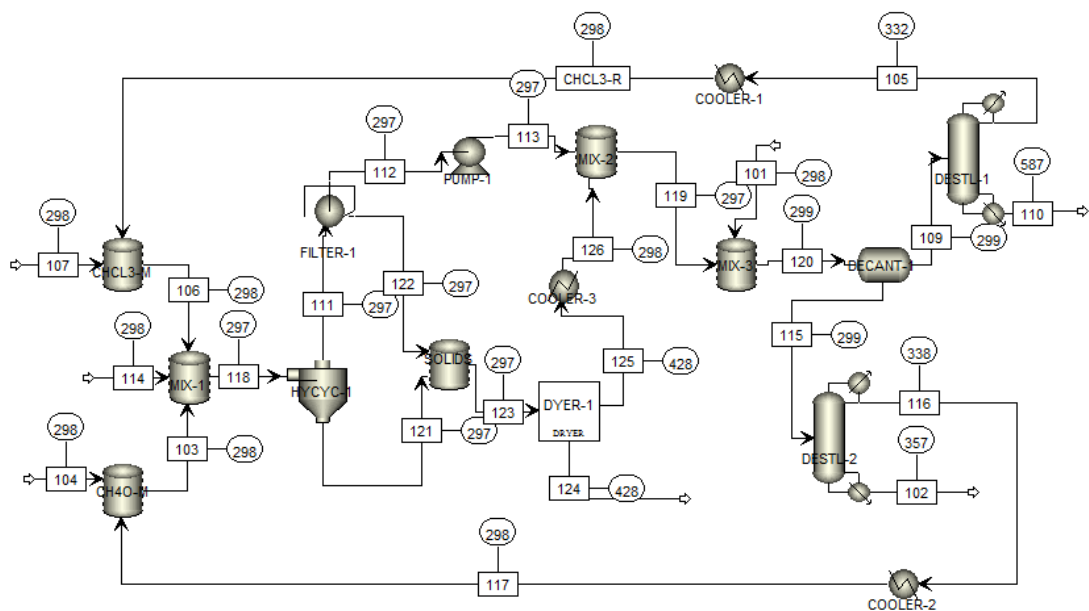 298
332
CHCL3-R
105
COOLER-1
297
297
113
112
PUMP-1
MIX-2
101
298
119
297
DESTL-1
587
110
109
299
299
298
107
CHCL3-M
FILTER-1
126
298
MIX-3
120
DECANT-1
106
298
111
297
122
297
COOLER-3
115
299
298
297
114
MIX-1
118
HYCYC-1
SOLIDS
297
125
428
338
116
103
298
121
297
123
DYER-1
DRYER
DESTL-2
357
102
298
104
CH4O-M
124
428
298
117
COOLER-2